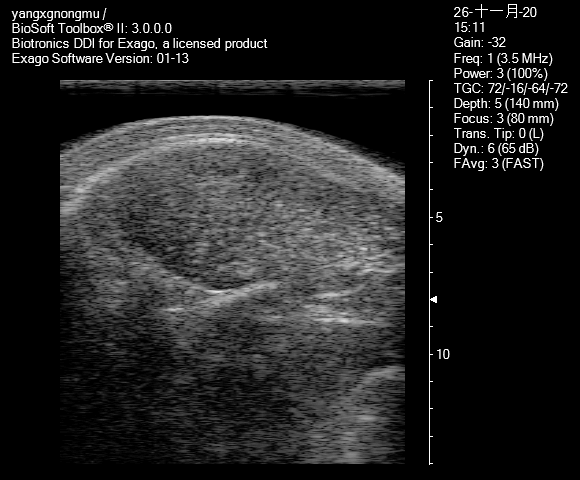 yangxgnongmu /
BioSoft Toolbox® II: 3.0.0.0
Biotronics DDI for Exago, a licensed product
Exago Software Version: 01-13
26-十一月-20
15:11
Gain: -32
Freq: 1 (3.5 MHz)
Power: 3 (100%)
TGC: 72/-16/-64/-72
Depth: 5 (140 mm)
Focus: 3 (80 mm)
Trans. Tip: 0 (L)
Dyn.: 6 (65 dB)
FAvg: 3 (FAST)
5
10